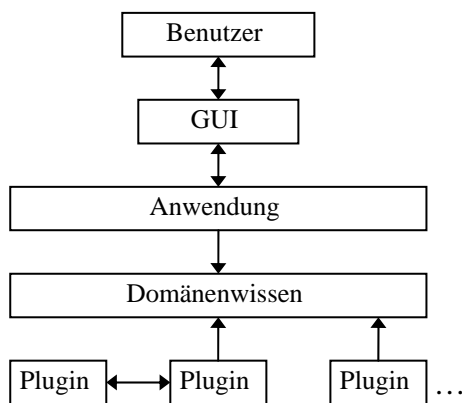 Benutzer
GUI
Anwendung
Domänenwissen
Plugin Plugin Plugin ...